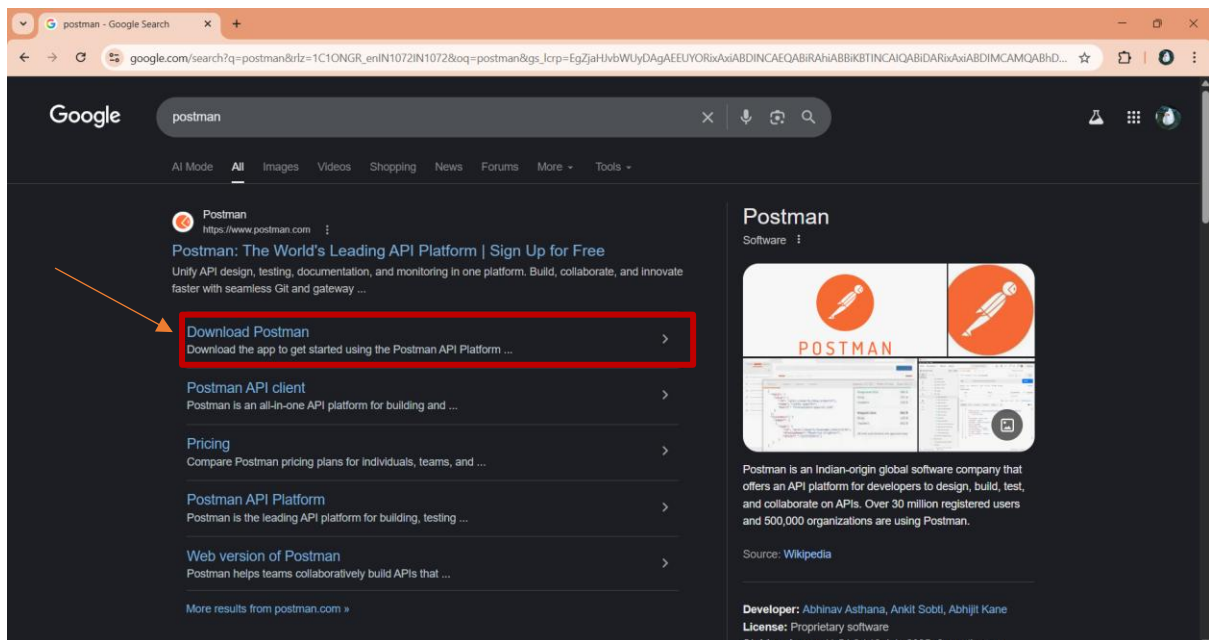 postman - Google Search
google.com/search?q=postman&rlz=1C1ONGR_enIN1072IN1072&oq=postman&gs_lcrp=
Google
postman
AI Mode All Images Videos Shopping News Forums More Tools
Postman
https://www.postman.com
Postman: The World's Leading API Platform | Sign Up for Free
Unify API design, testing, documentation, and monitoring in one platform. Build, collaborate, and innovate
faster with seamless Git and gateway ...
Download Postman
Download the app to get started using the Postman API Platform ...
Postman API client
Postman is an all-in-one API platform for building and ...
Pricing
Compare Postman pricing plans for individuals, teams, and ...
Postman API Platform
Postman is the leading API platform for building, testing ...
Web version of Postman
Postman helps teams collaboratively build APIs that ...
More results from postman.com »
Postman
Software
POSTMAN
Postman is an Indian-origin global software company that
offers an API platform for developers to design, build, test,
and collaborate on APIs. Over 30 million registered users
and 500,000 organizations are using Postman.
Source: Wikipedia
Developer: Abhinav Asthana, Ankit Sobti, Abhijit Kane
License: Proprietary software